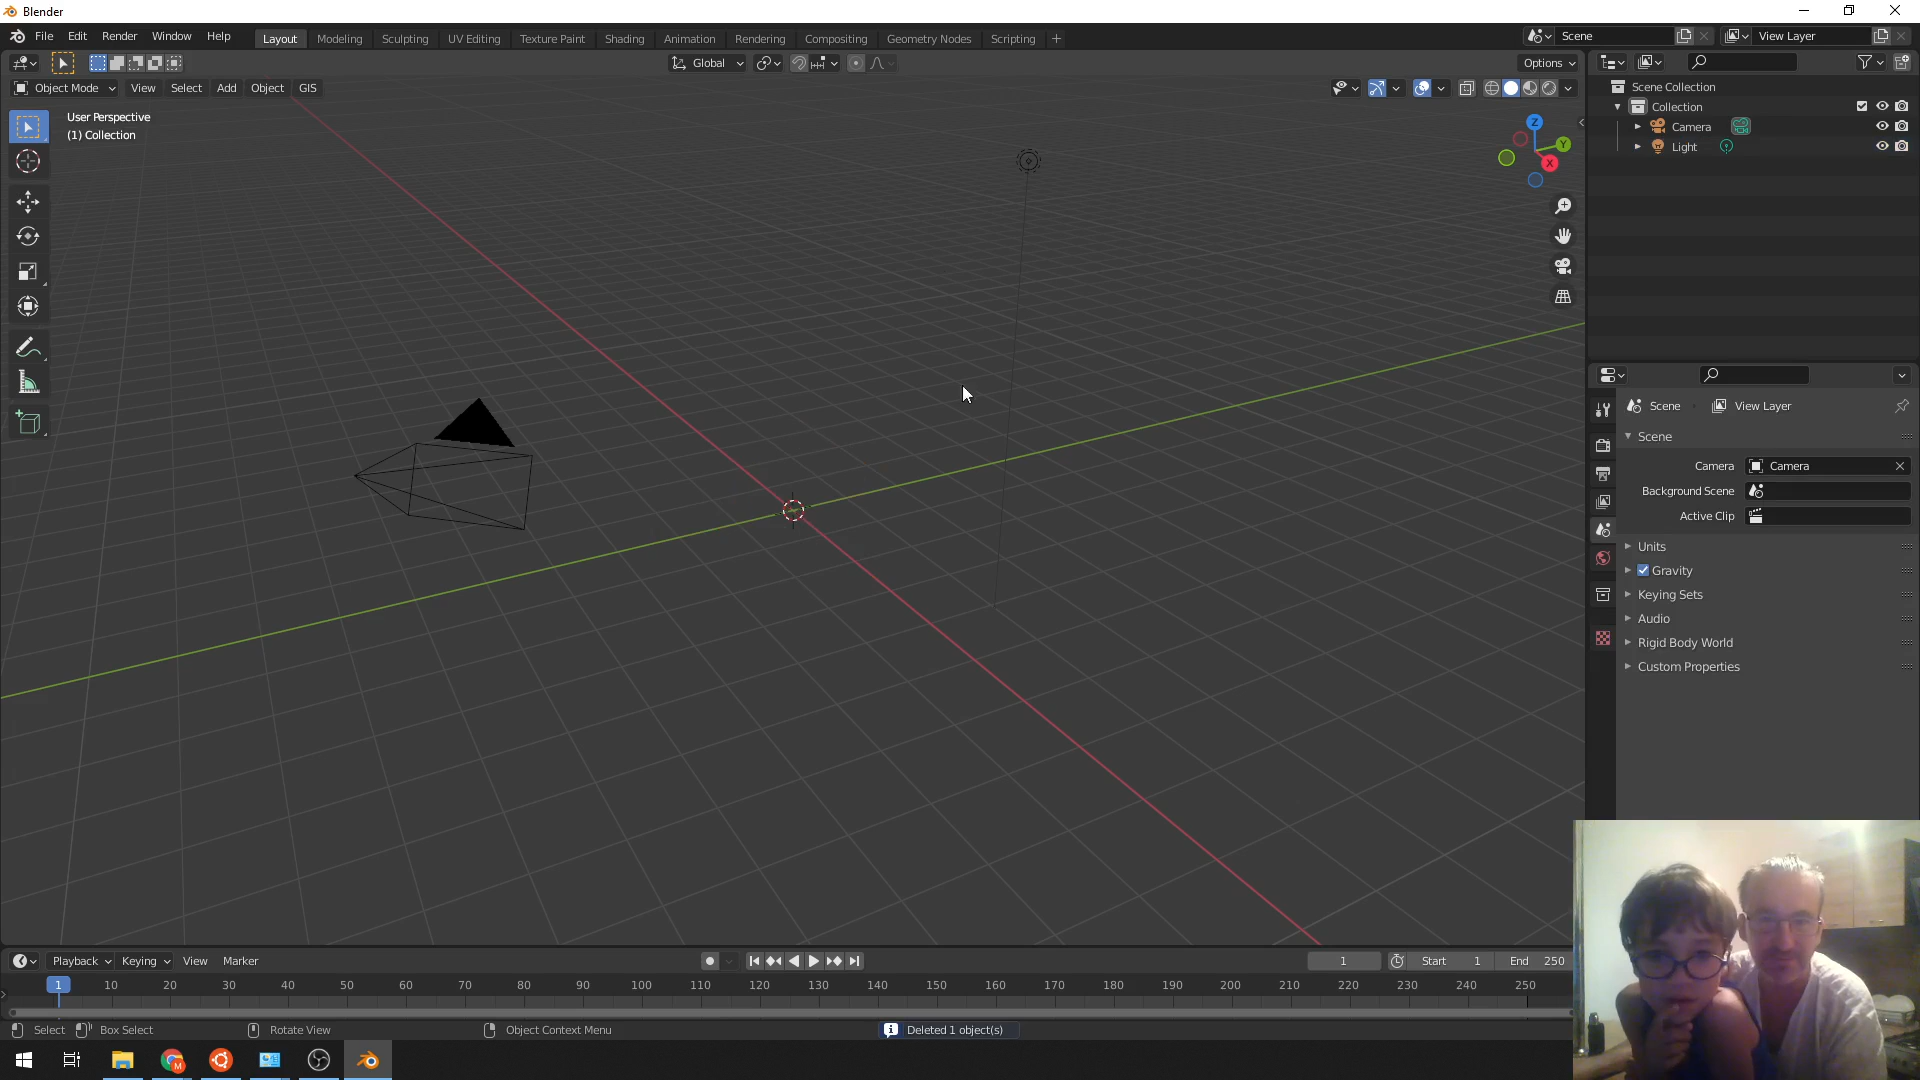 Blender
File Edit Render Window Help
Layout Modeling Sculpting UV Editing Texture Paint Shading Animation Rendering Compositing Geometry Nodes Scripting +
Scene
View Layer
Global
Options
Object Mode View Select Add Object GIS
User Perspective
(1) Collection
Z
Y
X
Scene Collection
Collection
Camera
Light
Scene View Layer
Scene
Camera Camera
Background Scene
Active Clip
Units
Gravity
Keying Sets
Audio
Rigid Body World
Custom Properties
Playback Keying View Marker
1 Start 1 End 250
1 10 20 30 40 50 60 70 80 90 100 110 120 130 140 150 160 170 180 190 200 210 220 230 240 250
Select Box Select Rotate View Object Context Menu Deleted 1 object(s)
M